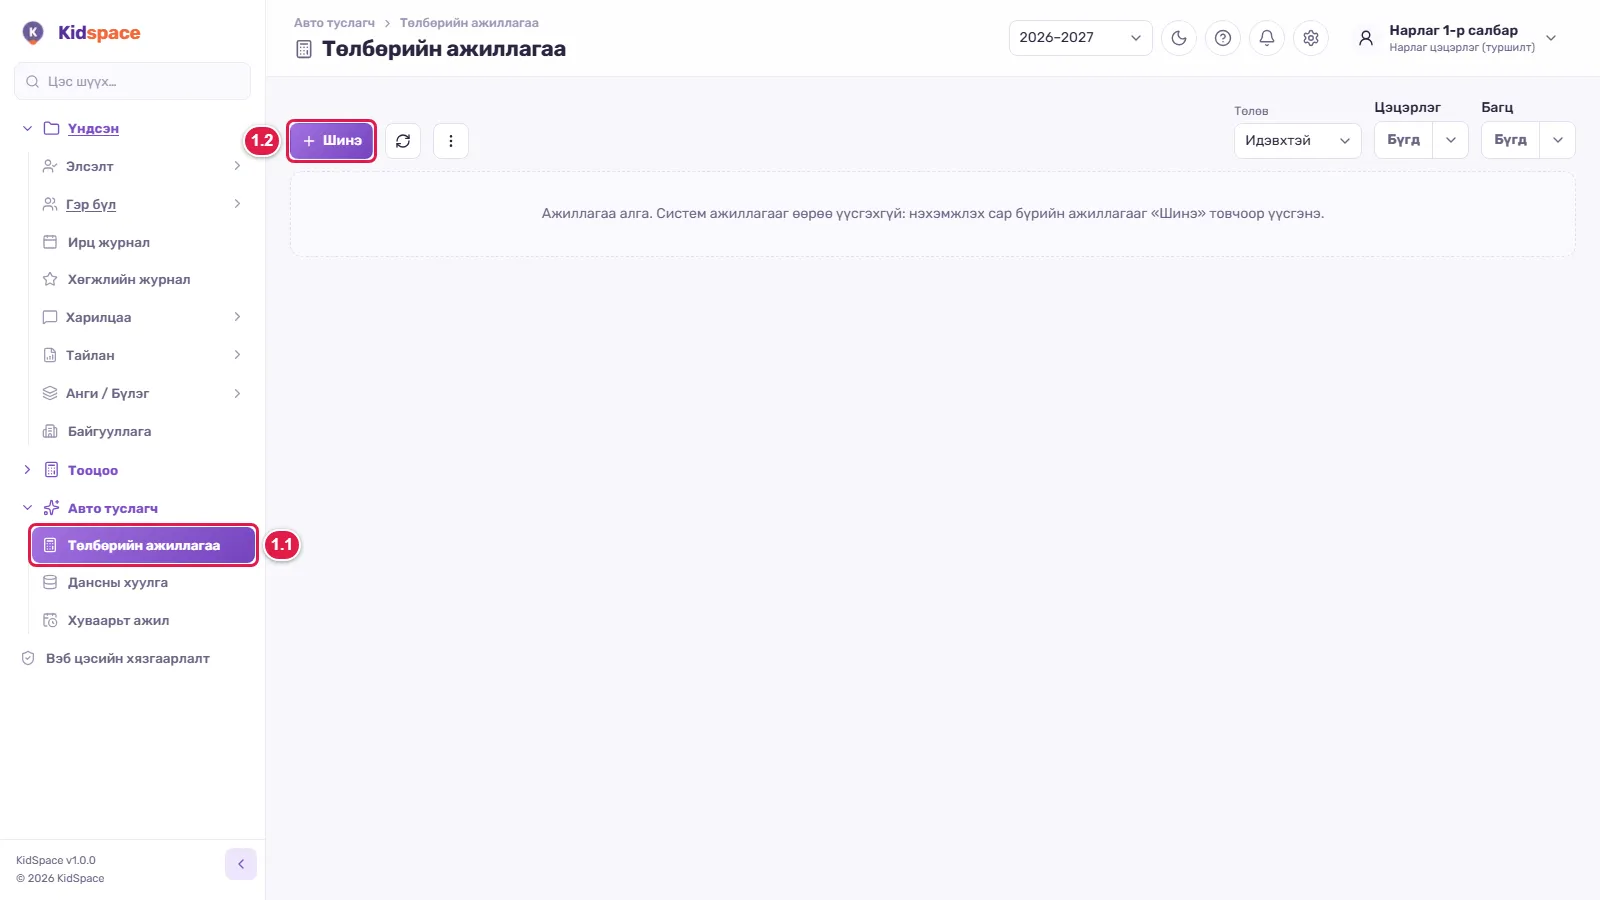 Kidspace
Цэс шүүх...
Үндсэн
Элсэлт
Гэр бүл
Ирц журнал
Хөгжлийн журнал
Харилцаа
Тайлан
Анги / Бүлэг
Байгууллага
Тооцоо
Авто туслагч
Төлбөрийн ажиллагаа
1.1
Дансны хуулга
Хуваарьт ажил
Вэб цэсийн хязгаарлалт
KidSpace v1.0.0
© 2026 KidSpace
Авто туслагч > Төлбөрийн ажиллагаа
Төлбөрийн ажиллагаа
2026–2027
Нарлаг 1-р салбар
Нарлаг цэцэрлэг (туршилт)
1.2
+ Шинэ
Төлөв
Идэвхтэй
Цэцэрлэг
Бүгд
Багц
Бүгд
Ажиллагаа алга. Систем ажиллагааг өөрөө үүсгэхгүй: нэхэмжлэх сар бүрийн ажиллагааг «Шинэ» товчоор үүсгэнэ.